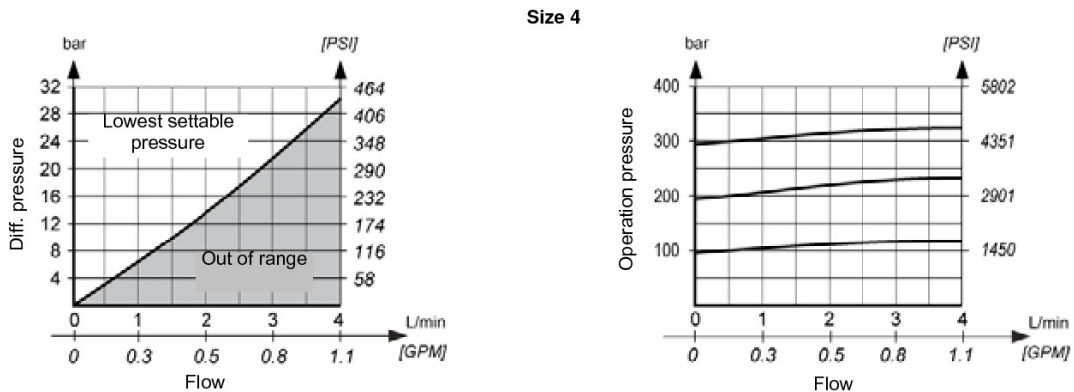 Size 4
bar [PSI]
32 464
28 406
24 348
20 290
16 232
12 174
8 116
4 58
Diff. pressure
Lowest settable
pressure
Out of range
0 1 2 3 4 L/min
0 0.3 0.5 0.8 1.1 [GPM]
Flow
bar [PSI]
400 5802
300 4351
200 2901
100 1450
Operation pressure
0 1 2 3 4 L/min
0 0.3 0.5 0.8 1.1 [GPM]
Flow